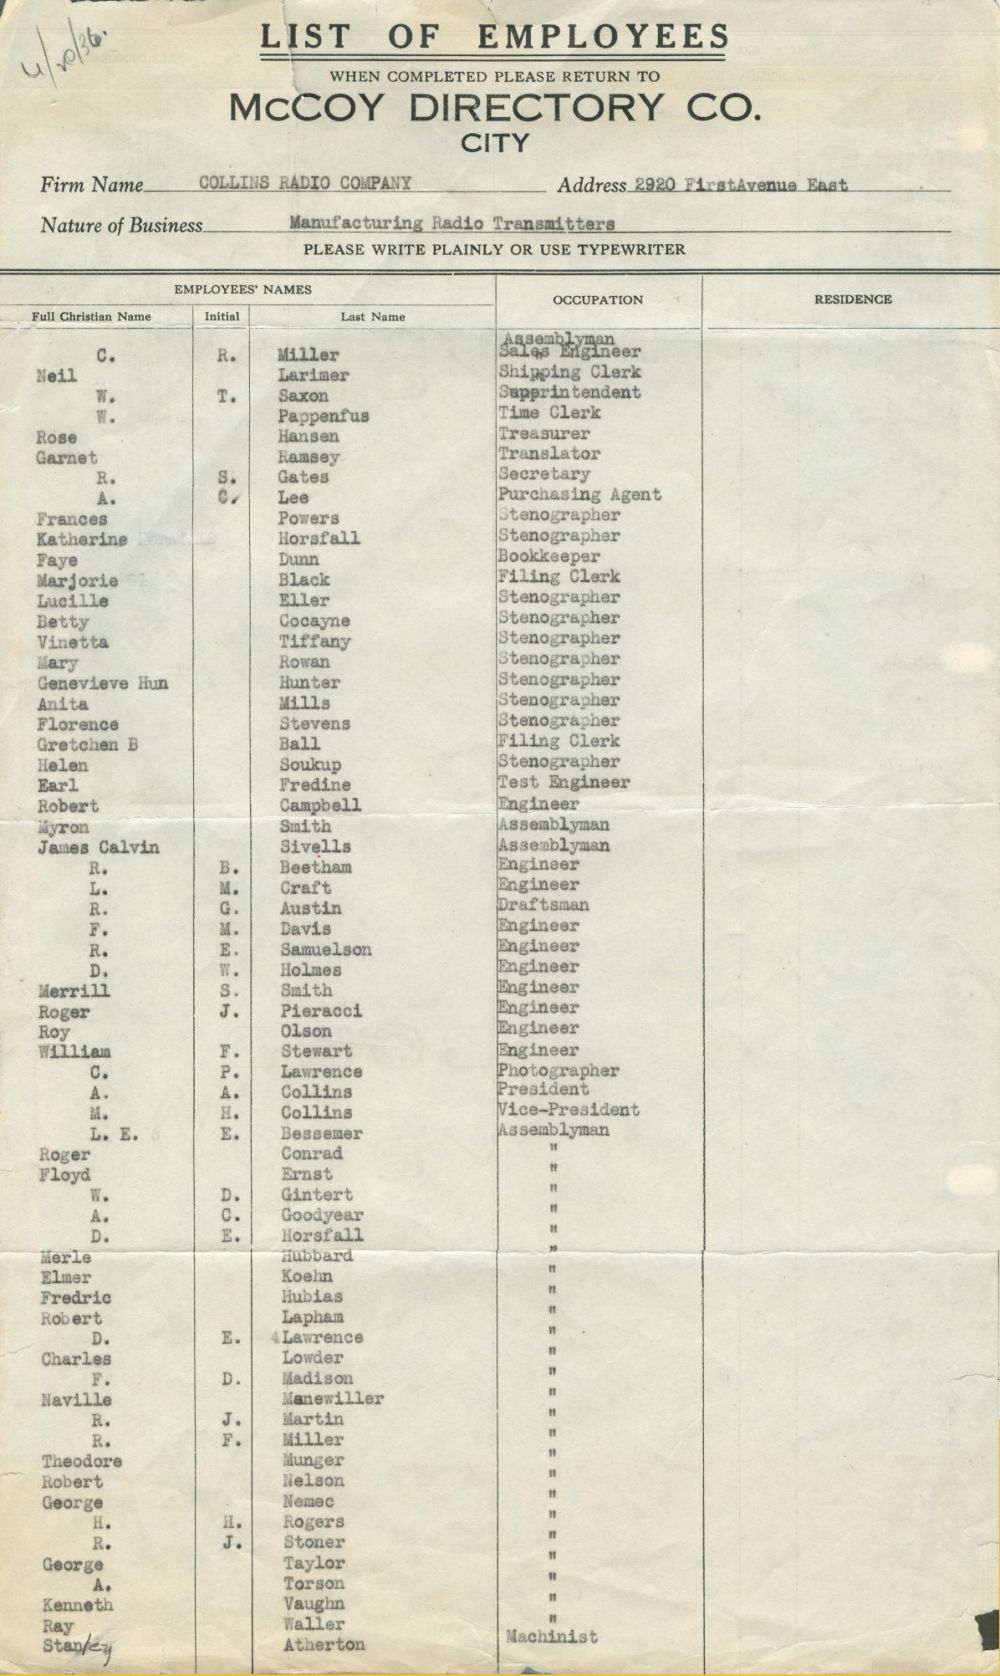 4/20/36.
LIST OF EMPLOYEES
WHEN COMPLETED PLEASE RETURN TO
McCOY DIRECTORY CO.
CITY
Firm Name COLLINS RADIO COMPANY Address 2920 FirstAvenue East
Nature of Business Manufacturing Radio Transmitters
PLEASE WRITE PLAINLY OR USE TYPEWRITER
EMPLOYEES' NAMES OCCUPATION RESIDENCE
Full Christian Name Initial Last Name
Assemblyman
C. R. Miller Sales Engineer
Neil Larimer Shipping Clerk
W. T. Saxon Superintendent
W. Pappenfus Time Clerk
Rose Hansen Treasurer
Garnet Ramsey Translator
R. S. Gates Secretary
A. C. Lee Purchasing Agent
Frances Powers Stenographer
Katherine Horsfall Stenographer
Faye Dunn Bookkeeper
Marjorie Black Filing Clerk
Lucille Eller Stenographer
Betty Cocayne Stenographer
Vinetta Tiffany Stenographer
Mary Rowan Stenographer
Genevieve Hun Hunter Stenographer
Anita Mills Stenographer
Florence Stevens Stenographer
Gretchen B Ball Filing Clerk
Helen Soukup Stenographer
Earl Fredine Test Engineer
Robert Campbell Engineer
Myron Smith Assemblyman
James Calvin Sivells Assemblyman
R. B. Beetham Engineer
L. M. Craft Engineer
R. G. Austin Draftsman
F. M. Davis Engineer
R. E. Samuelson Engineer
D. W. Holmes Engineer
Merrill S. Smith Engineer
Roger J. Pieracci Engineer
Roy Olson Engineer
William F. Stewart Engineer
C. P. Lawrence Photographer
A. A. Collins President
M. H. Collins Vice-President
L. E. E. Bessemer Assemblyman
Roger Conrad "
Floyd Ernst "
W. D. Gintert "
A. C. Goodyear "
D. E. Horsfall "
Merle Hubbard "
Elmer Koehn "
Fredric Hubias "
Robert Lapham "
D. E. Lawrence "
Charles Lowder "
F. D. Madison "
Naville Manewiller "
R. J. Martin "
R. F. Miller "
Theodore Munger "
Robert Nelson "
George Nemec "
H. H. Rogers "
R. J. Stoner "
George Taylor "
A. Torson "
Kenneth Vaughn "
Ray Waller "
Stanley Atherton Machinist